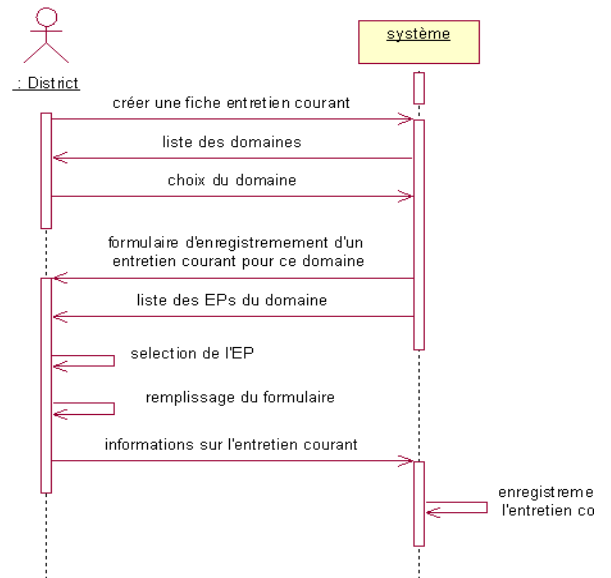 système
: District
créer une fiche entretien courant
liste des domaines
choix du domaine
formulaire d'enregistremement d'un
entretien courant pour ce domaine
liste des EPs du domaine
selection de l'EP
remplissage du formulaire
informations sur l'entretien courant
enregistreme
l'entretien co